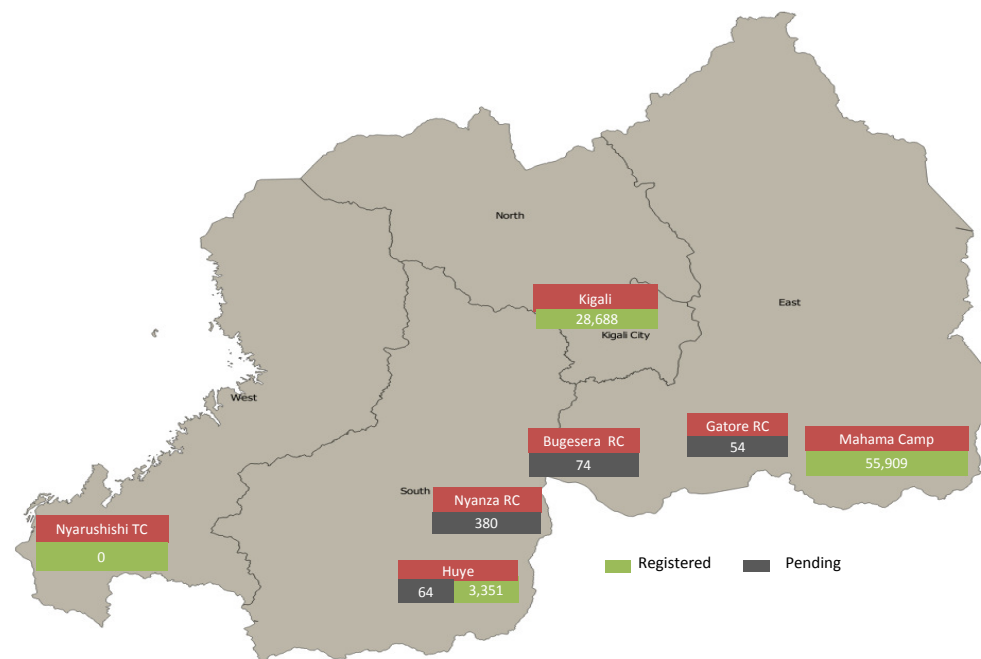 North
Kigali
28,688
Kigali City
East
West
Gatore RC
54
Mahama Camp
55,909
Bugesera RC
74
South
Nyanza RC
380
Nyarushishi TC
0
Huye
64 3,351
Registered Pending